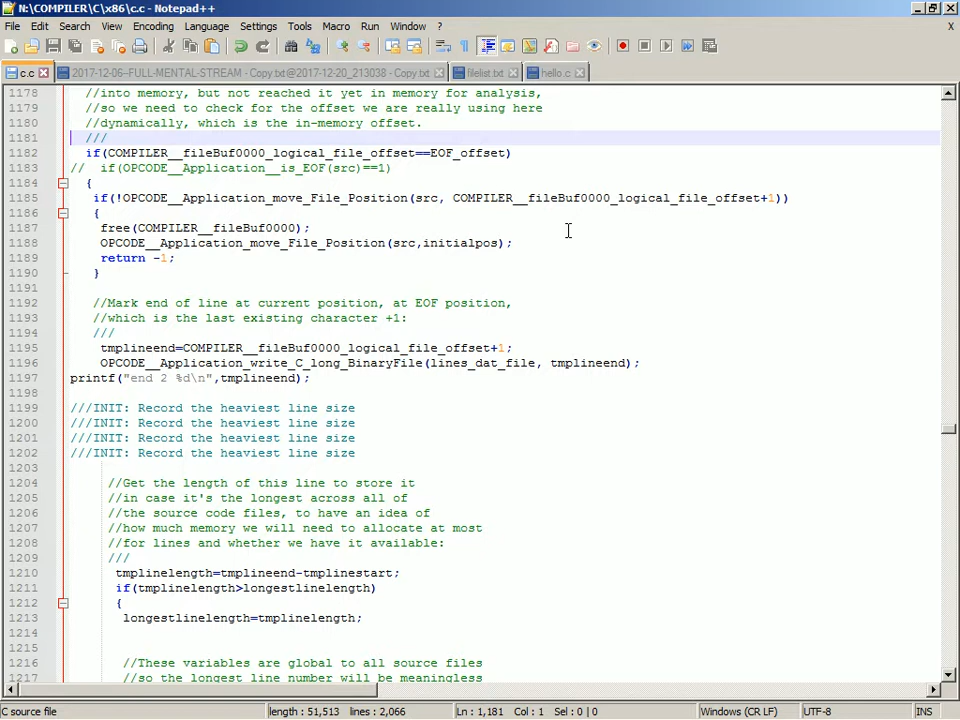 N:\COMPILER\C\x86\c.c - Notepad++
File Edit Search View Encoding Language Settings Tools Macro Run Window ? X
c.c 2017-12-06--FULL-MENTAL-STREAM - Copy.txt@2017-12-20_213038 - Copy.txt filelist.txt hello.c
1178 //into memory, but not reached it yet in memory for analysis,
1179 //so we need to check for the offset we are really using here
1180 //dynamically, which is the in-memory offset.
1181 ///
1182 if(COMPILER__fileBuf0000_logical_file_offset==EOF_offset)
1183 // if(OPCODE__Application__is_EOF(src)==1)
1184 {
1185 if(!OPCODE__Application_move_File_Position(src, COMPILER__fileBuf0000_logical_file_offset+1))
1186 {
1187 free(COMPILER__fileBuf0000);
1188 OPCODE__Application_move_File_Position(src,initialpos);
1189 return -1;
1190 }
1191
1192 //Mark end of line at current position, at EOF position,
1193 //which is the last existing character +1:
1194 ///
1195 tmplineend=COMPILER__fileBuf0000_logical_file_offset+1;
1196 OPCODE__Application_write_C_long_BinaryFile(lines_dat_file, tmplineend);
1197 printf("end 2 %d\n",tmplineend);
1198
1199 ///INIT: Record the heaviest line size
1200 ///INIT: Record the heaviest line size
1201 ///INIT: Record the heaviest line size
1202 ///INIT: Record the heaviest line size
1203
1204 //Get the length of this line to store it
1205 //in case it's the longest across all of
1206 //the source code files, to have an idea of
1207 //how much memory we will need to allocate at most
1208 //for lines and whether we have it available:
1209 ///
1210 tmplinelength=tmplineend-tmplinestart;
1211 if(tmplinelength>longestlinelength)
1212 {
1213 longestlinelength=tmplinelength;
1214
1215
1216 //These variables are global to all source files
1217 //so the longest line number will be meaningless
C source file length : 51,513 lines : 2,066 Ln : 1,181 Col : 1 Sel : 0 | 0 Windows (CR LF) UTF-8 INS